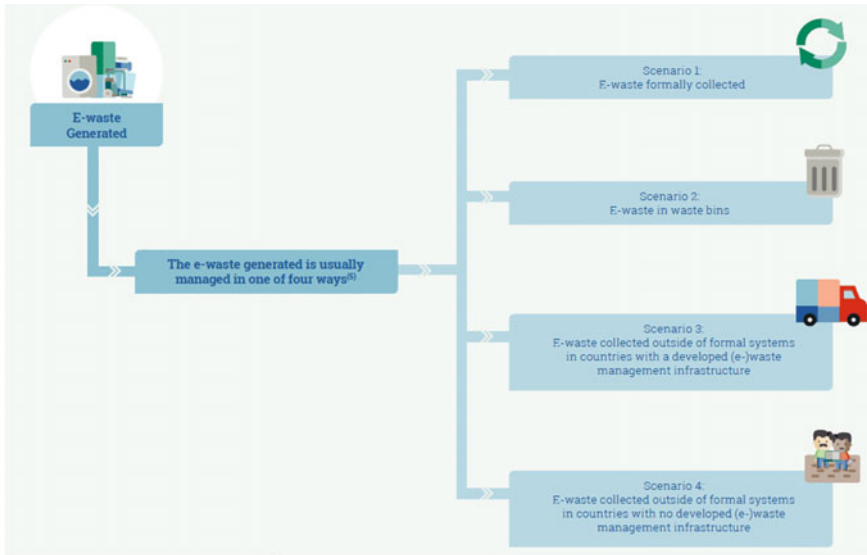 E-waste
Generated
The e-waste generated is usually
managed in one of four ways(5)
Scenario 1:
E-waste formally collected
Scenario 2:
E-waste in waste bins
Scenario 3:
E-waste collected outside of formal systems
in countries with a developed (e-)waste
management infrastructure
Scenario 4:
E-waste collected outside of formal systems
in countries with no developed (e-)waste
management infrastructure